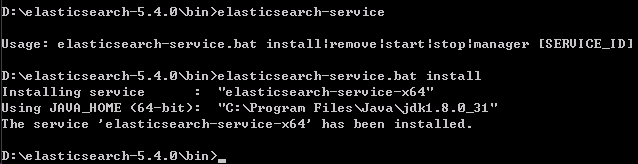 D:\elasticsearch-5.4.0\bin>elasticsearch-service
Usage: elasticsearch-service.bat install|remove|start|stop|manager [SERVICE_ID]
D:\elasticsearch-5.4.0\bin>elasticsearch-service.bat install
Installing service      :  "elasticsearch-service-x64"
Using JAVA_HOME (64-bit):  "C:\Program Files\Java\jdk1.8.0_31"
The service 'elasticsearch-service-x64' has been installed.
D:\elasticsearch-5.4.0\bin>_